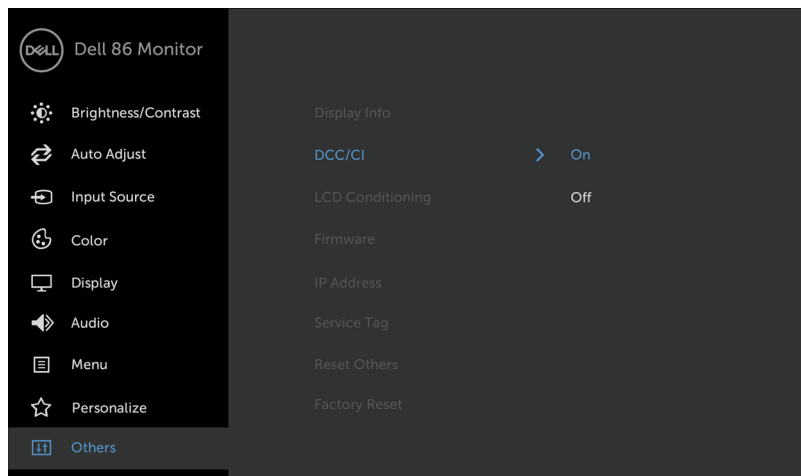 DELL Dell 86 Monitor
Brightness/Contrast
Auto Adjust
Input Source
Color
Display
Audio
Menu
Personalize
Others
Display Info
DCC/CI On
LCD Conditioning Off
Firmware
IP Address
Service Tag
Reset Others
Factory Reset